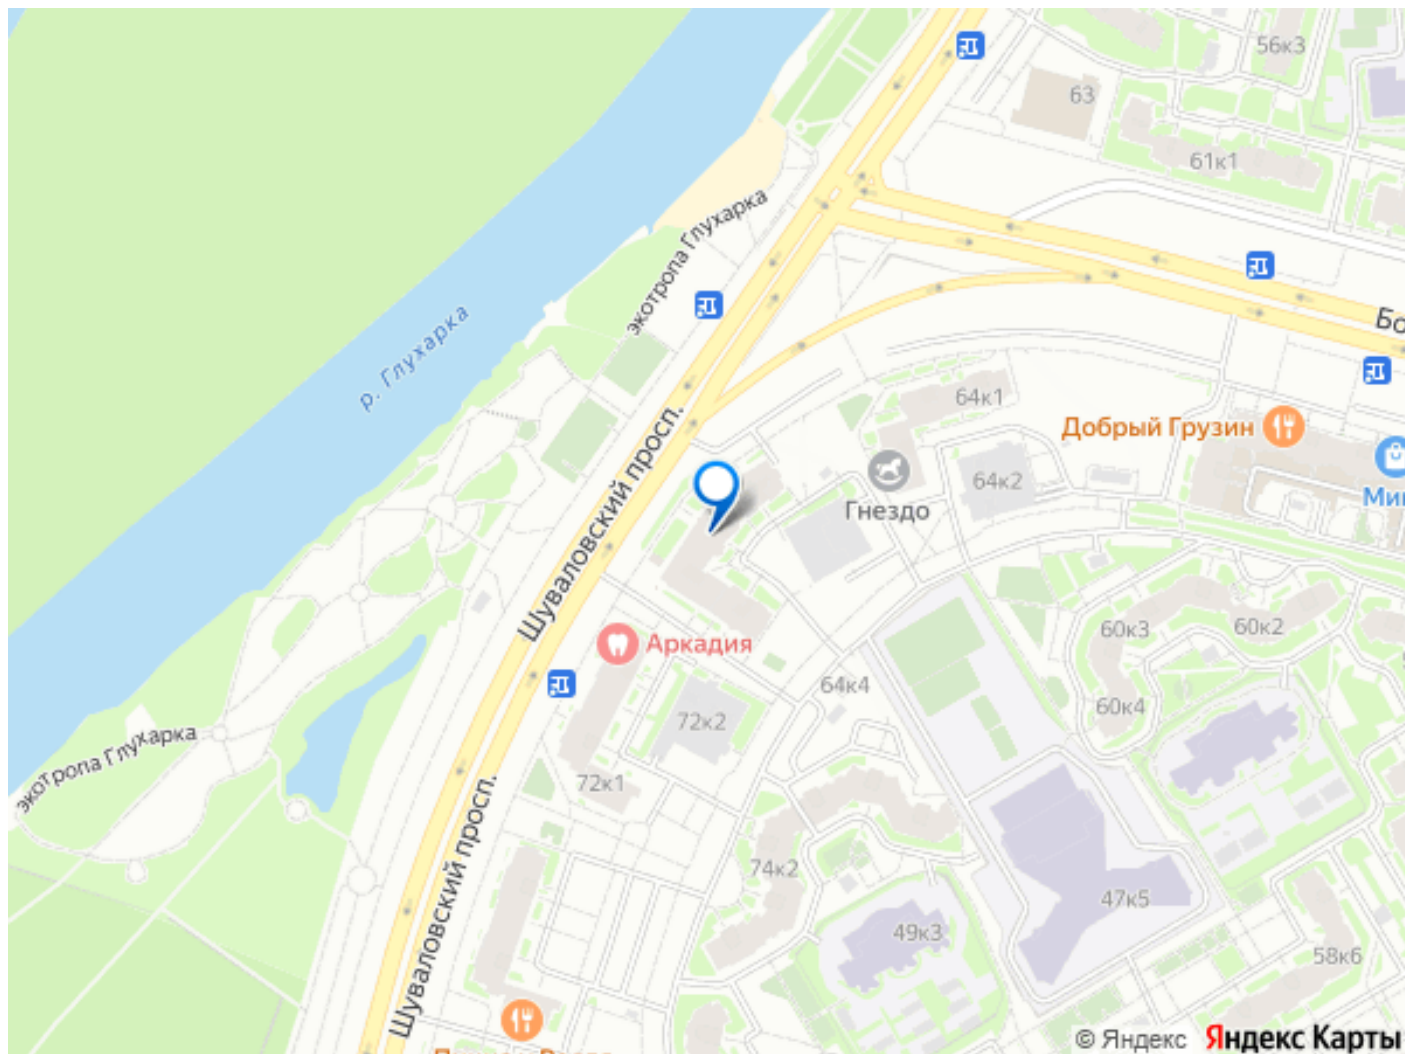 56к3
63
61к1
экотропа Глухарка
р. Глухарка
Шуваловский просп.
64к1
Добрый Грузин
64к2
Гнездо
Аркадия
64к4
60к3
60к2
60к4
72к2
72к1
экотропа Глухарка
Шуваловский просп.
74к2
47к5
49к3
58к6
© Яндекс Яндекс Карты